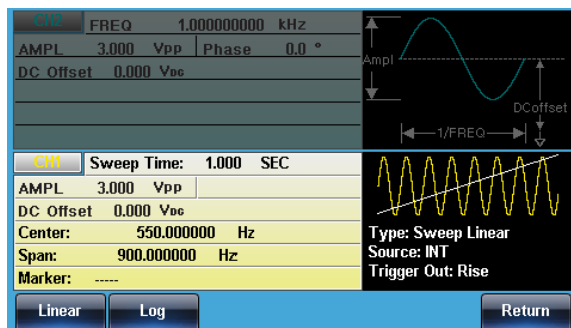 CH2 FREQ 1.000000000 kHz
AMPL 3.000 Vpp Phase 0.0 °
DC Offset 0.000 VDC
Ampl
DCoffset
1/FREQ
CH1 Sweep Time: 1.000 SEC
AMPL 3.000 Vpp
DC Offset 0.000 VDC
Center: 550.000000 Hz
Span: 900.000000 Hz
Marker: -----
Type: Sweep Linear
Source: INT
Trigger Out: Rise
Linear Log Return